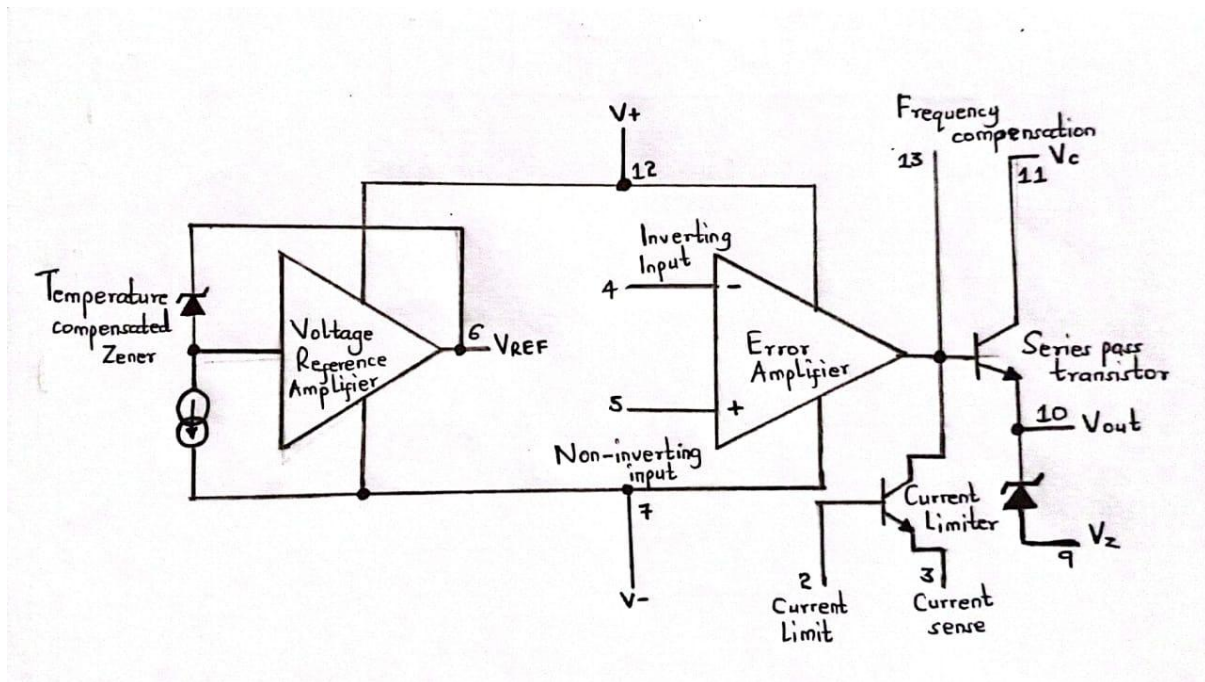 Frequency
compensation
V+
12
13
Vc
11
Inverting
Input
4
-
Temperature
compensated
Zener
Voltage
Reference
Amplifier
6
VREF
Error
Amplifier
Series pass
transistor
5
+
10
Vout
Non-inverting
input
7
Current
Limiter
Vz
9
V-
2
Current
Limit
3
Current
sense